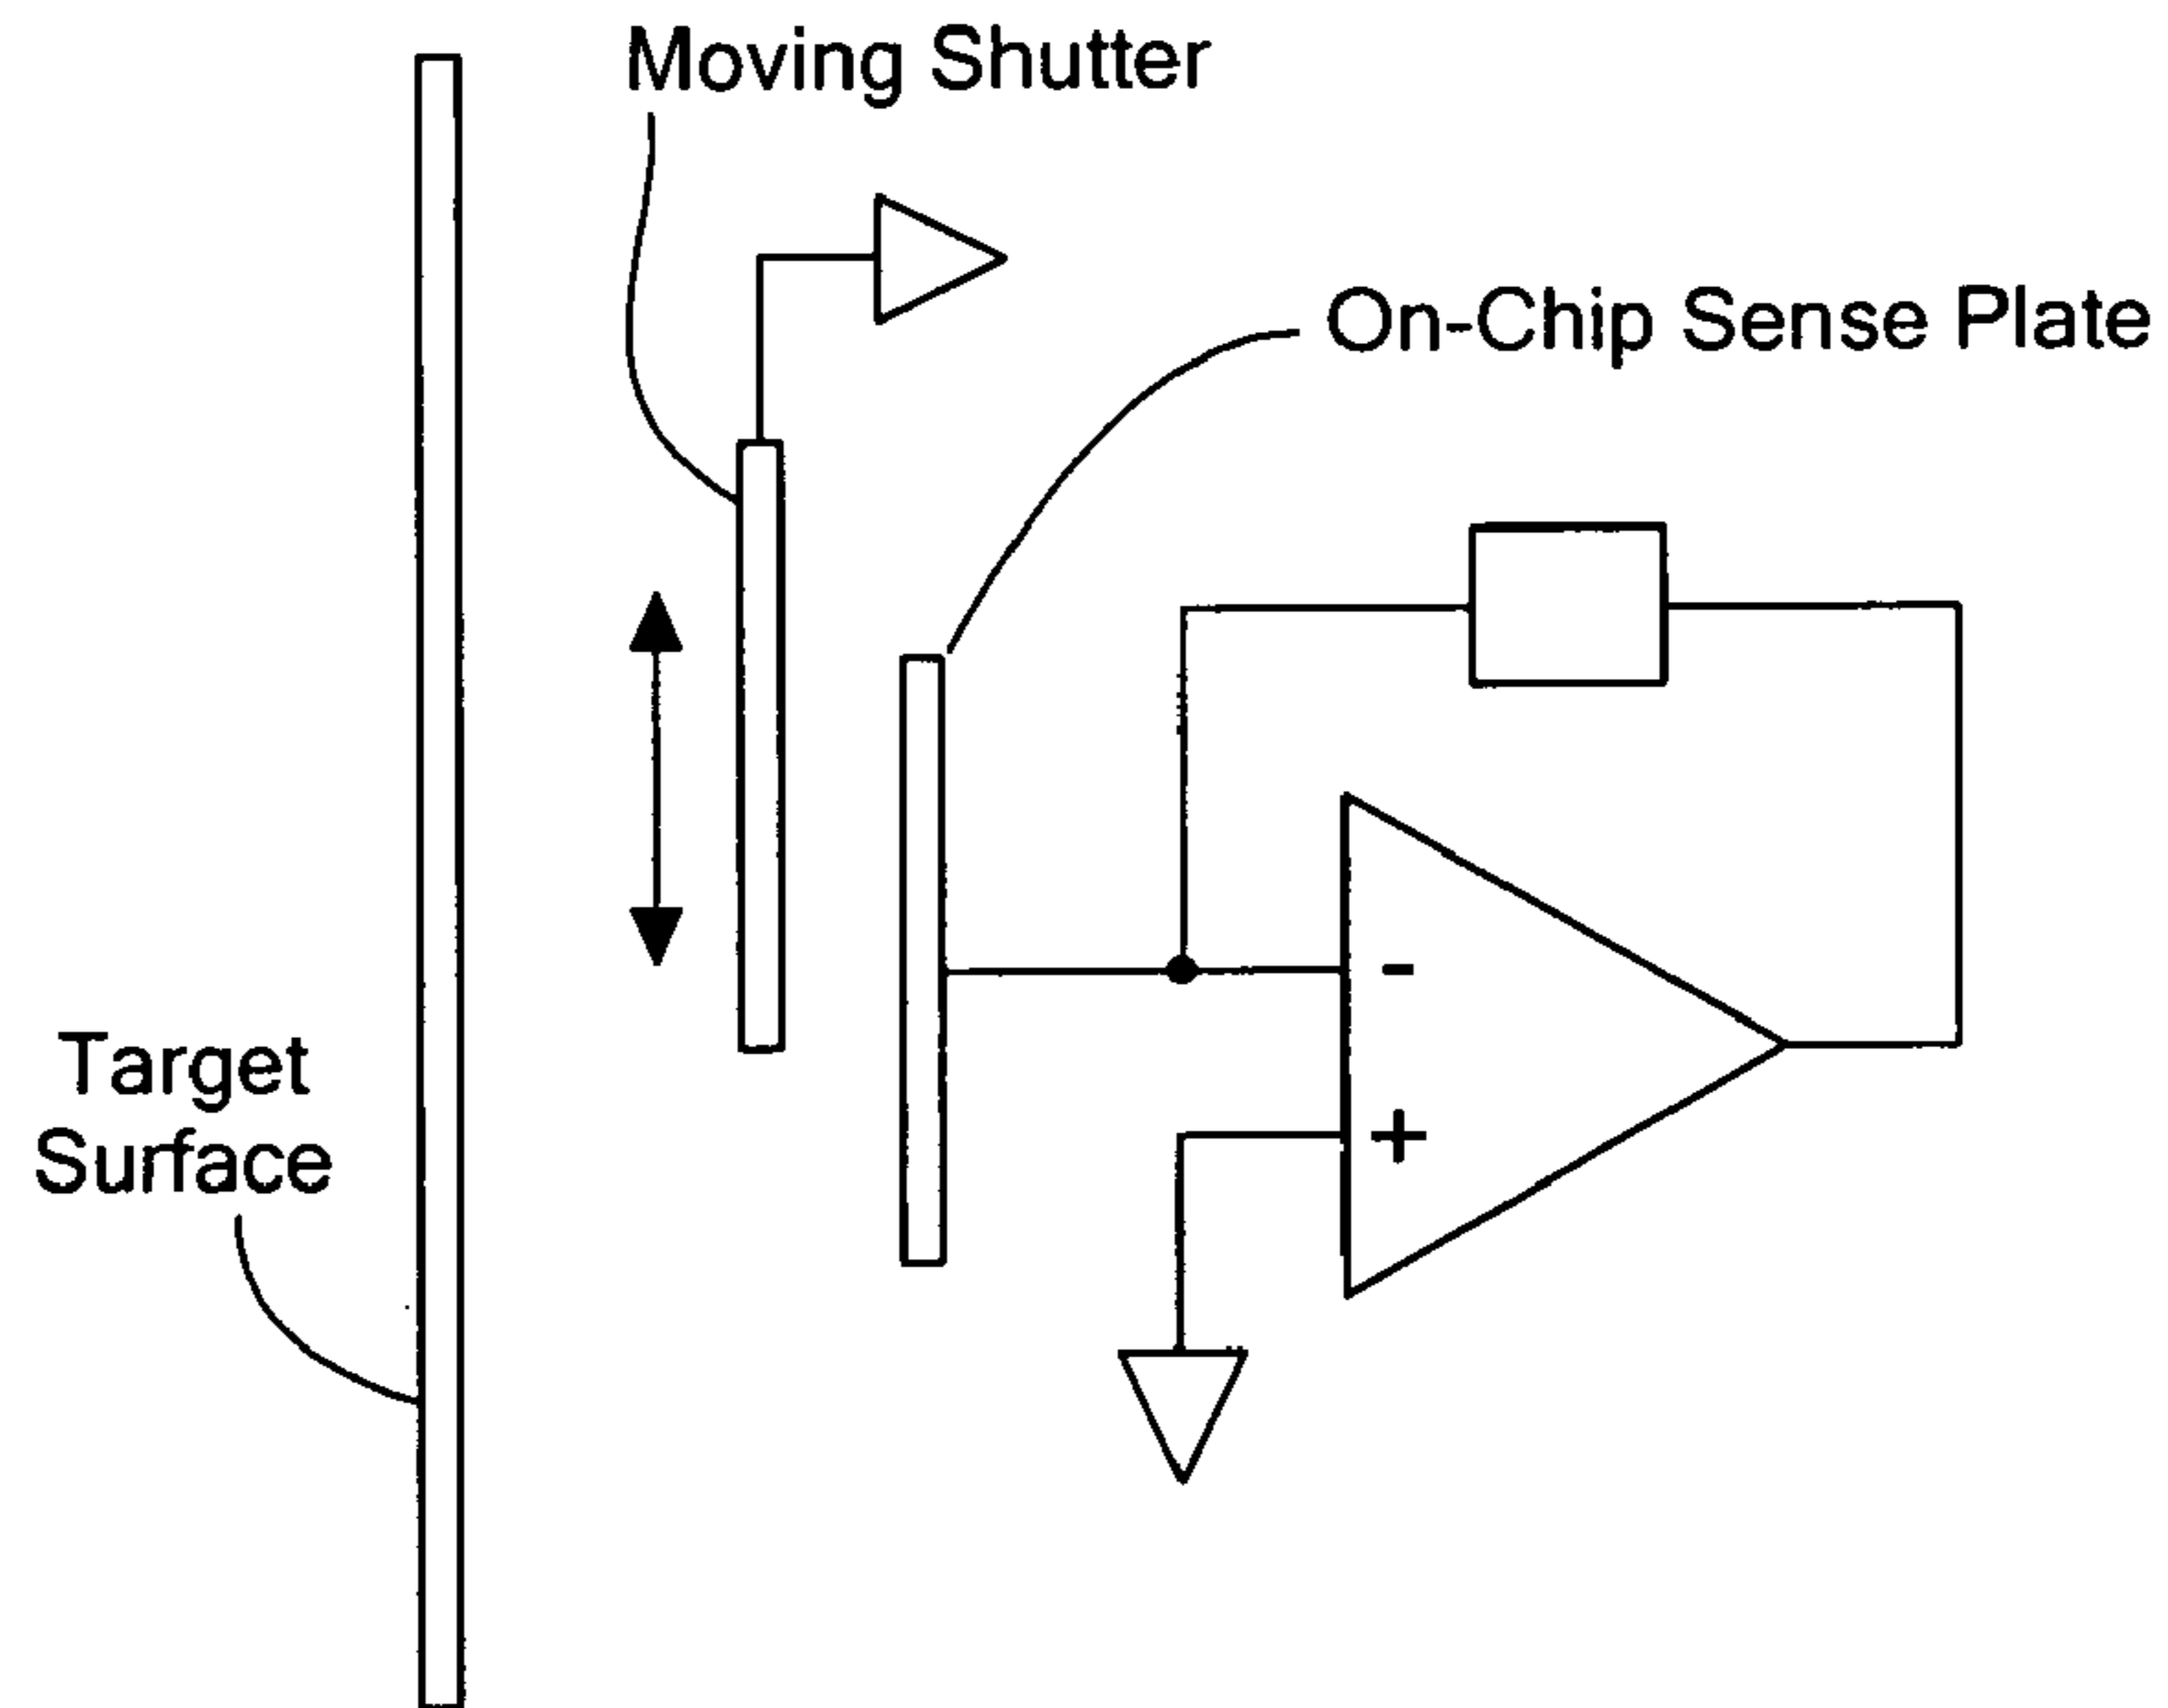 Moving Shutter
On-Chip Sense Plate
-
+
Target
Surface